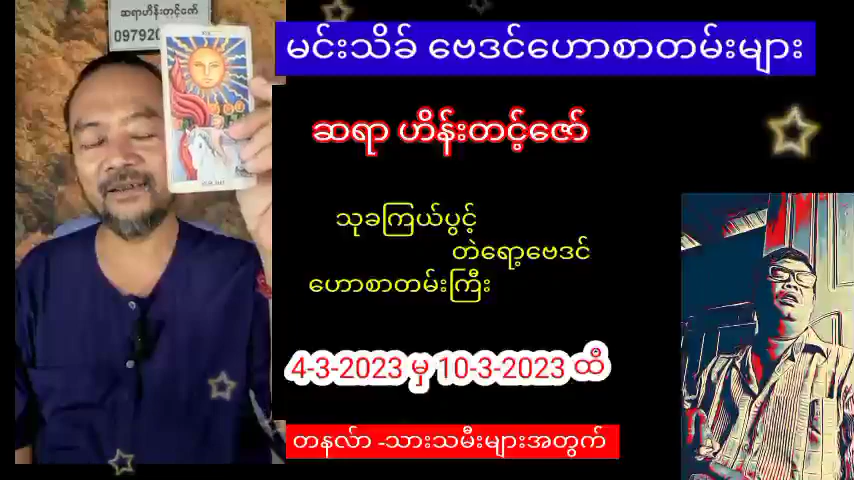 ဆရာဟိန်းတင့်ဇော်
မင်းသိခ် ဗေဒင်ဟောစာတမ်းများ
ဆရာ ဟိန်းတင့်ဇော်
သုခကြယ်ပွင့်
တဲရော့ဗေဒင်
ဟောစာတမ်းကြီး
4-3-2023 မှ 10-3-2023 ထိ
တနင်္လာ -သားသမီးများအတွက်